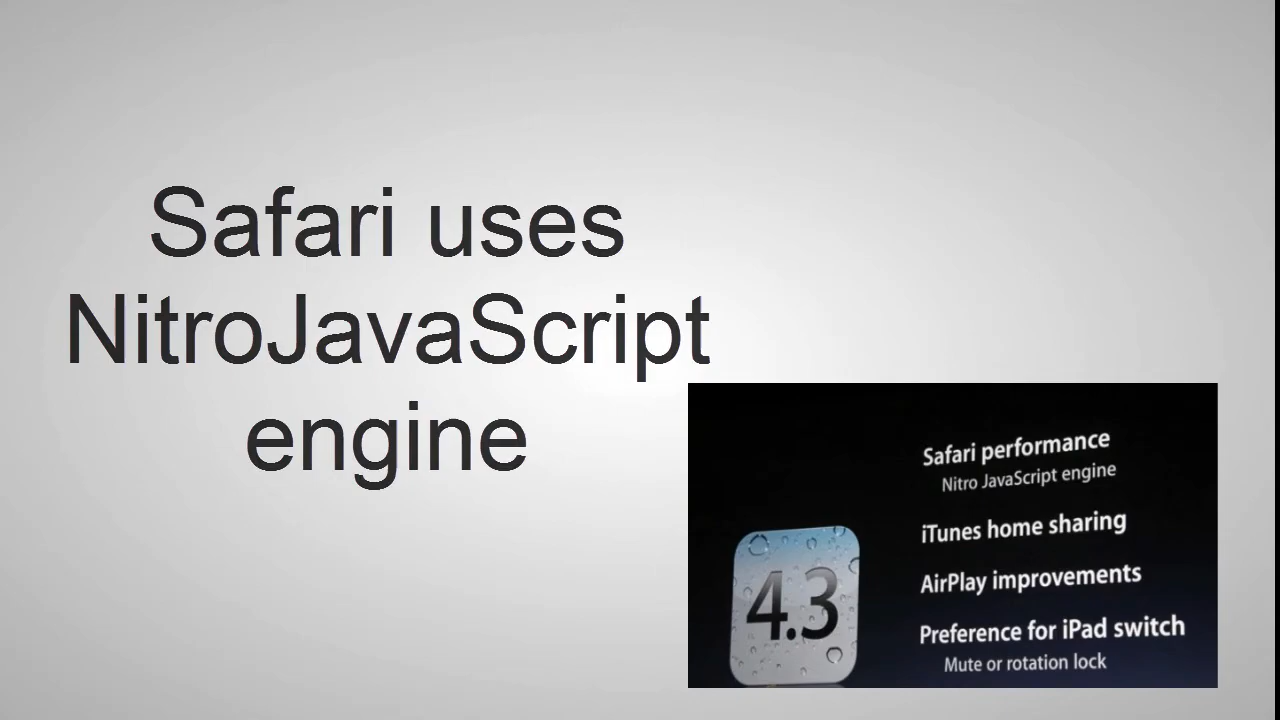 Safari uses
NitroJavaScript
engine
Safari performance
Nitro JavaScript engine
iTunes home sharing
AirPlay improvements
Preference for iPad switch
Mute or rotation lock
4.3